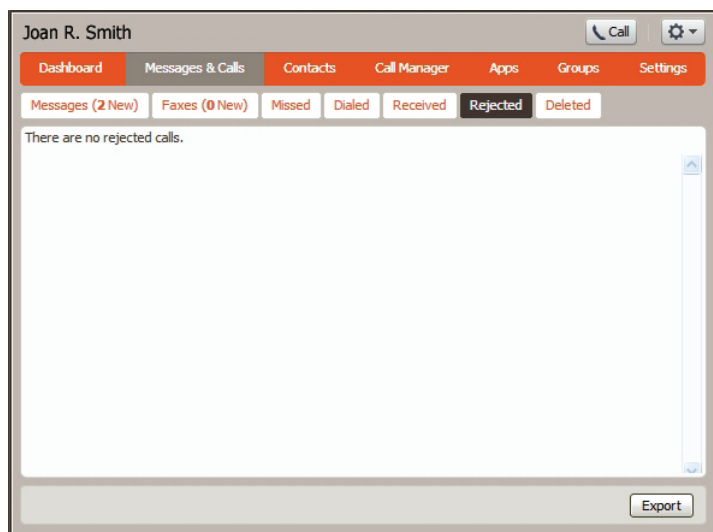 Joan R. Smith Call
Dashboard Messages & Calls Contacts Call Manager Apps Groups Settings
Messages (2 New) Faxes (0 New) Missed Dialed Received Rejected Deleted
There are no rejected calls.
Export